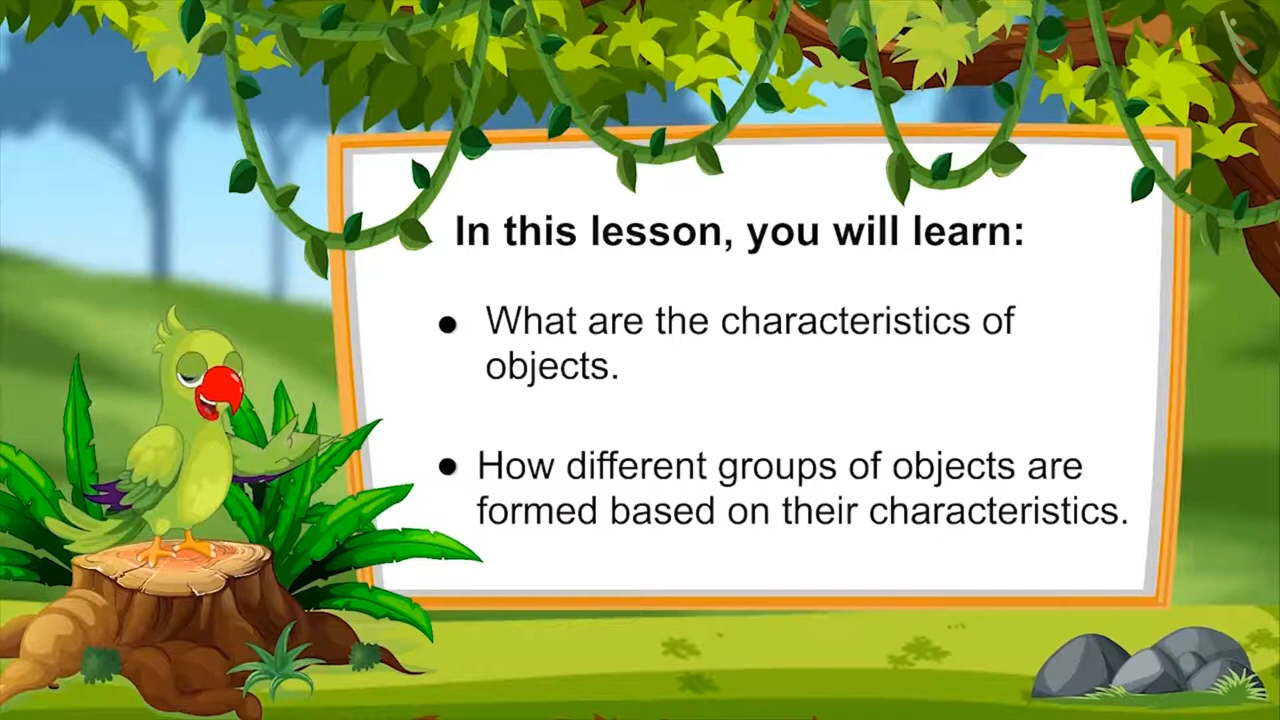 In this lesson, you will learn:
● What are the characteristics of
objects.
● How different groups of objects are
formed based on their characteristics.